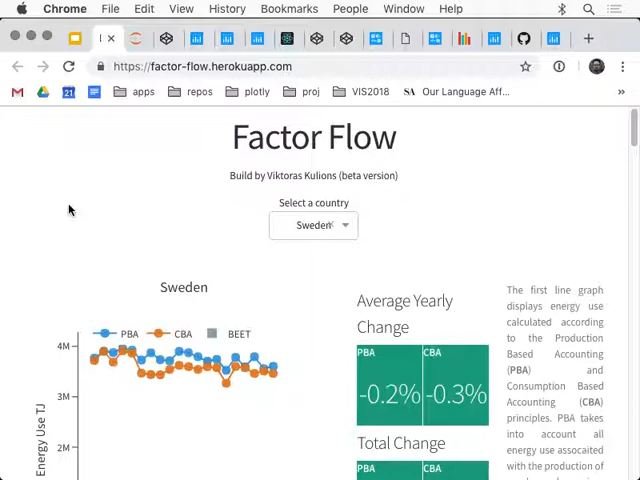 Chrome File Edit View History Bookmarks People Window Help
https://factor-flow.herokuapp.com
apps repos plotly proj VIS2018 SA Our Language Aff...
Factor Flow
Build by Viktoras Kulions (beta version)
Select a country
Sweden
Sweden
PBA CBA BEET
4M
3M
2M
Energy Use TJ
Average Yearly
Change
PBA CBA
-0.2% -0.3%
Total Change
PBA CBA
The first line graph
displays energy use
calculated according
to the Production
Based Accounting
(PBA) and
Consumption Based
Accounting (CBA)
principles. PBA takes
into account all
energy use assocaited
with the production of